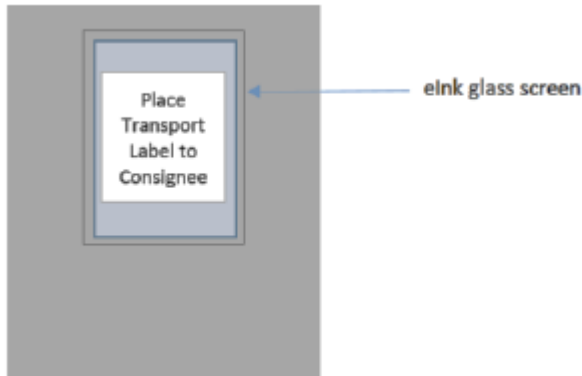 Place
Transport
Label to
Consignee
eInk glass screen